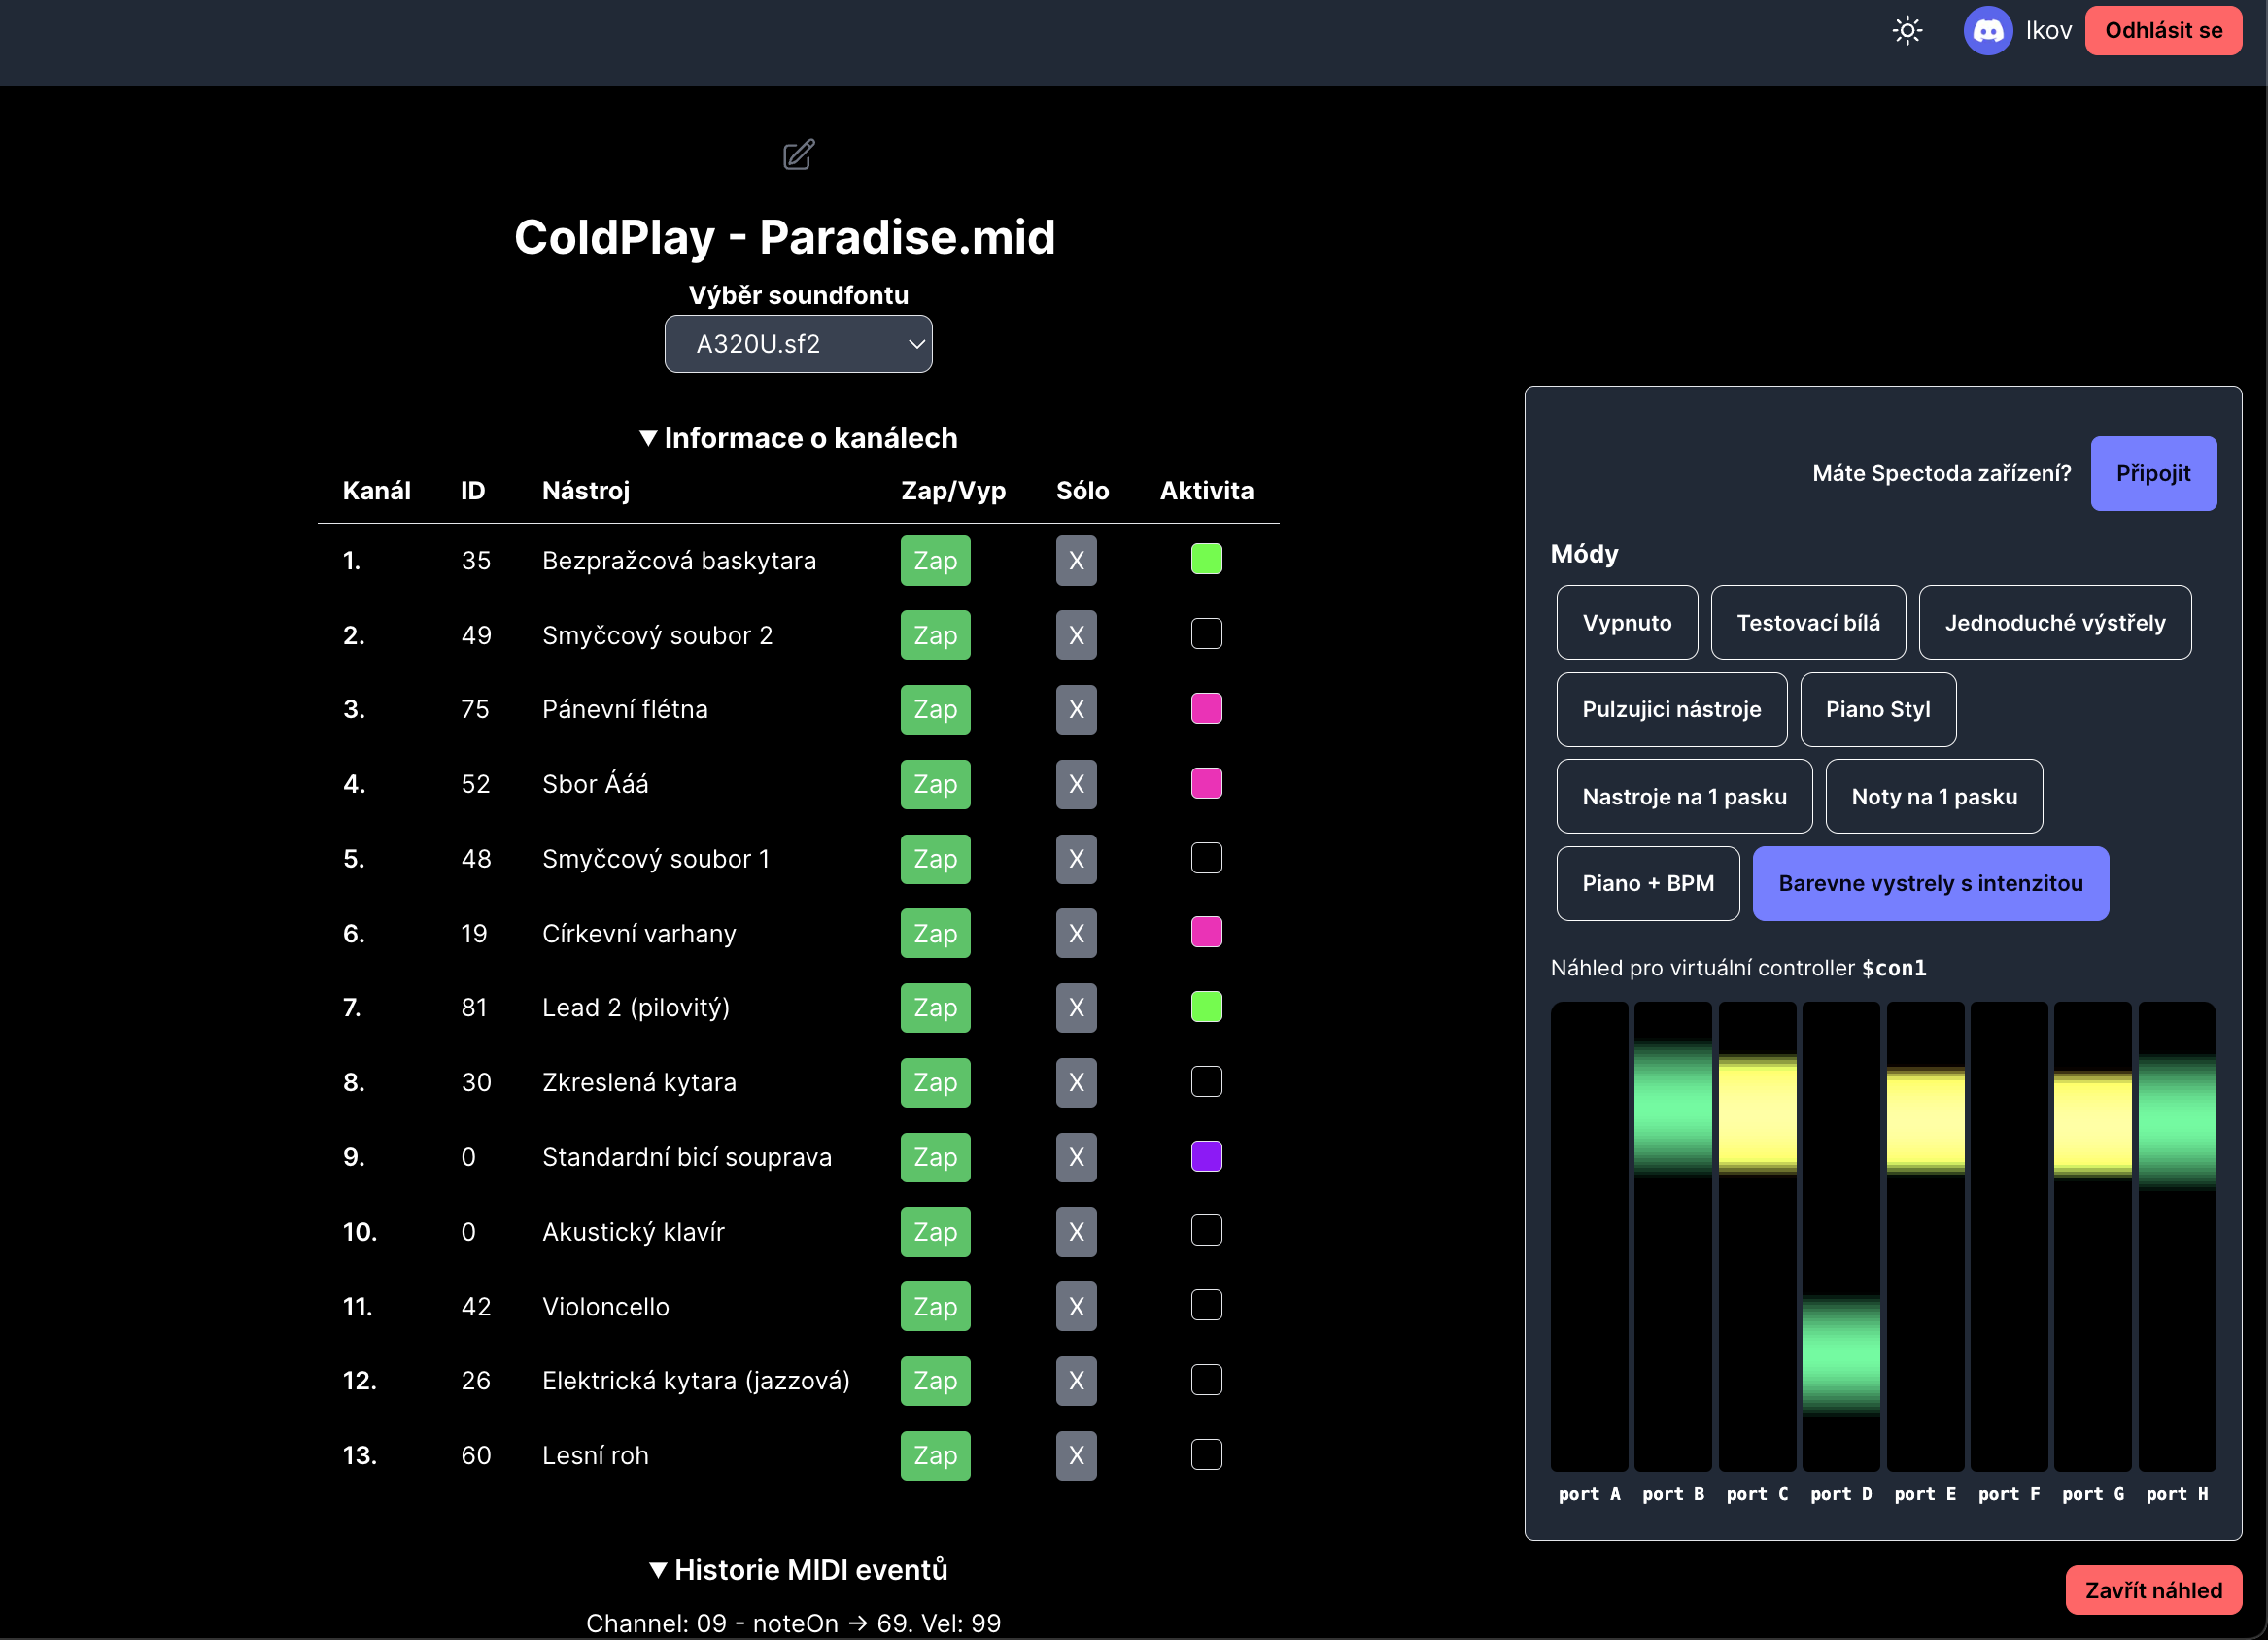 Ikov Odhlásit se
ColdPlay - Paradise.mid
Výběr soundfontu
A320U.sf2
▼ Informace o kanálech
Kanál ID Nástroj Zap/Vyp Sólo Aktivita
1. 35 Bezpražcová baskytara Zap X
2. 49 Smyčcový soubor 2 Zap X
3. 75 Pánevní flétna Zap X
4. 52 Sbor Ááá Zap X
5. 48 Smyčcový soubor 1 Zap X
6. 19 Církevní varhany Zap X
7. 81 Lead 2 (pilovitý) Zap X
8. 30 Zkreslená kytara Zap X
9. 0 Standardní bicí souprava Zap X
10. 0 Akustický klavír Zap X
11. 42 Violoncello Zap X
12. 26 Elektrická kytara (jazzová) Zap X
13. 60 Lesní roh Zap X
▼ Historie MIDI eventů
Channel: 09 - noteOn → 69. Vel: 99
Máte Spectoda zařízení? Připojit
Módy
Vypnuto Testovací bílá Jednoduché výstřely
Pulzujici nástroje Piano Styl
Nastroje na 1 pasku Noty na 1 pasku
Piano + BPM Barevne vystrely s intenzitou
Náhled pro virtuální controller $con1
port A port B port C port D port E port F port G port H
Zavřít náhled